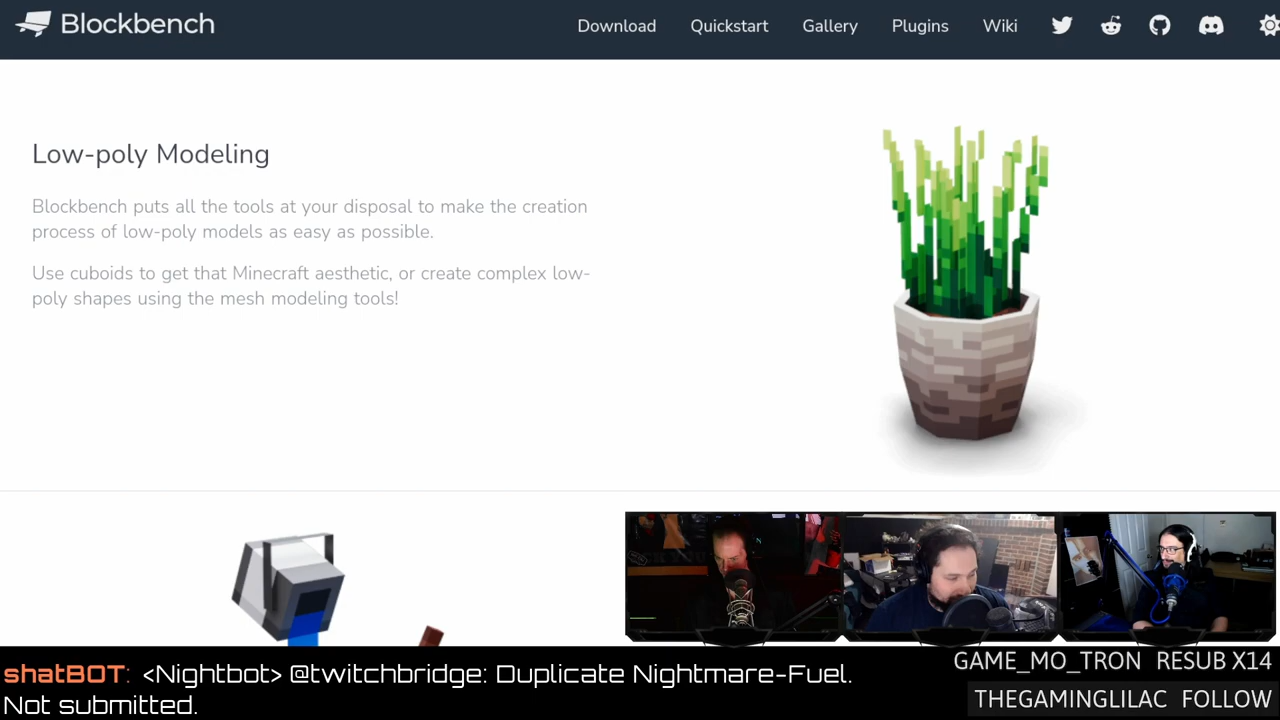 Blockbench
Download Quickstart Gallery Plugins Wiki
Low-poly Modeling
Blockbench puts all the tools at your disposal to make the creation
process of low-poly models as easy as possible.
Use cuboids to get that Minecraft aesthetic, or create complex low-
poly shapes using the mesh modeling tools!
shatBOT: <Nightbot> @twitchbridge: Duplicate Nightmare-Fuel.
Not submitted.
GAME_MO_TRON RESUB X14
THEGAMINGLILAC FOLLOW